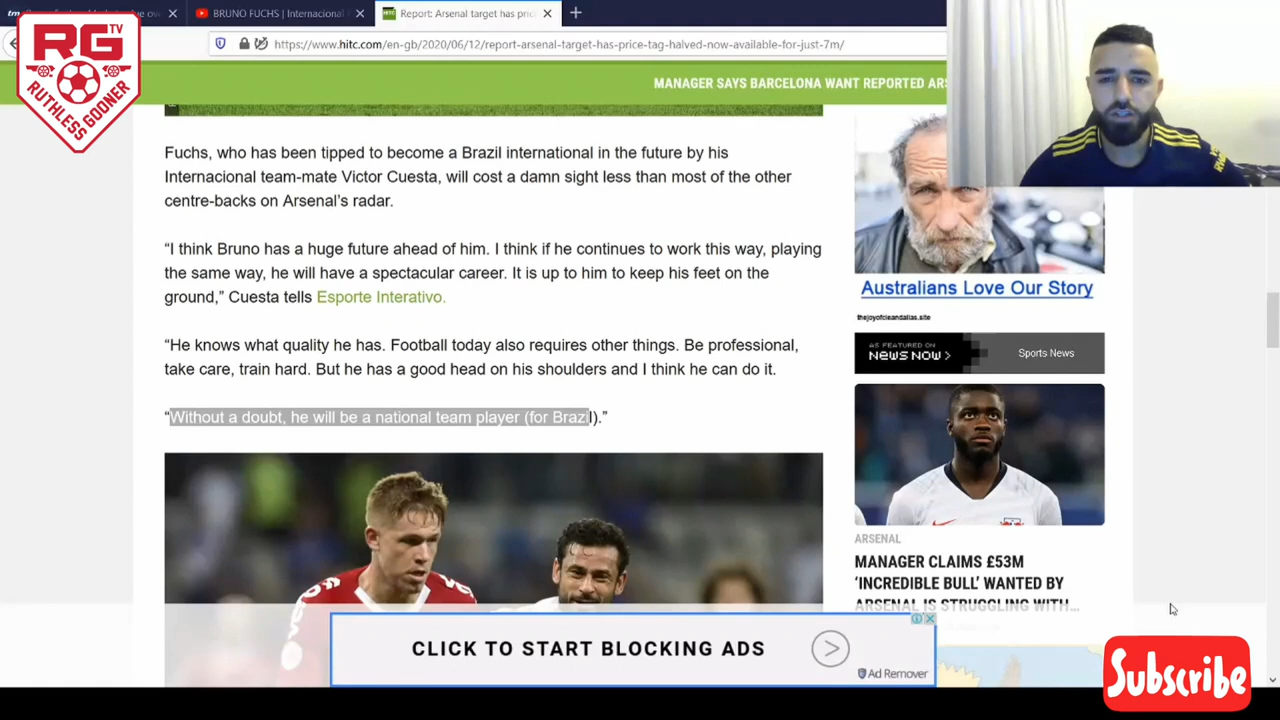 BRUNO FUCHS | Internacional
Report: Arsenal target has pric
https://www.hitc.com/en-gb/2020/06/12/report-arsenal-target-has-price-tag-halved-now-available-for-just-7m/
RG TV
RUTHLESS GOONER
MANAGER SAYS BARCELONA WANT REPORTED ARS
Fuchs, who has been tipped to become a Brazil international in the future by his
Internacional team-mate Victor Cuesta, will cost a damn sight less than most of the other
centre-backs on Arsenal’s radar.
“I think Bruno has a huge future ahead of him. I think if he continues to work this way, playing
the same way, he will have a spectacular career. It is up to him to keep his feet on the
ground,” Cuesta tells Esporte Interativo.
“He knows what quality he has. Football today also requires other things. Be professional,
take care, train hard. But he has a good head on his shoulders and I think he can do it.
“Without a doubt, he will be a national team player (for Brazil).”
Australians Love Our Story
AS FEATURED ON
NEWS NOW >
Sports News
ARSENAL
MANAGER CLAIMS £53M
‘INCREDIBLE BULL’ WANTED BY
ARSENAL IS STRUGGLING WITH…
CLICK TO START BLOCKING ADS
Ad Remover
Subscribe